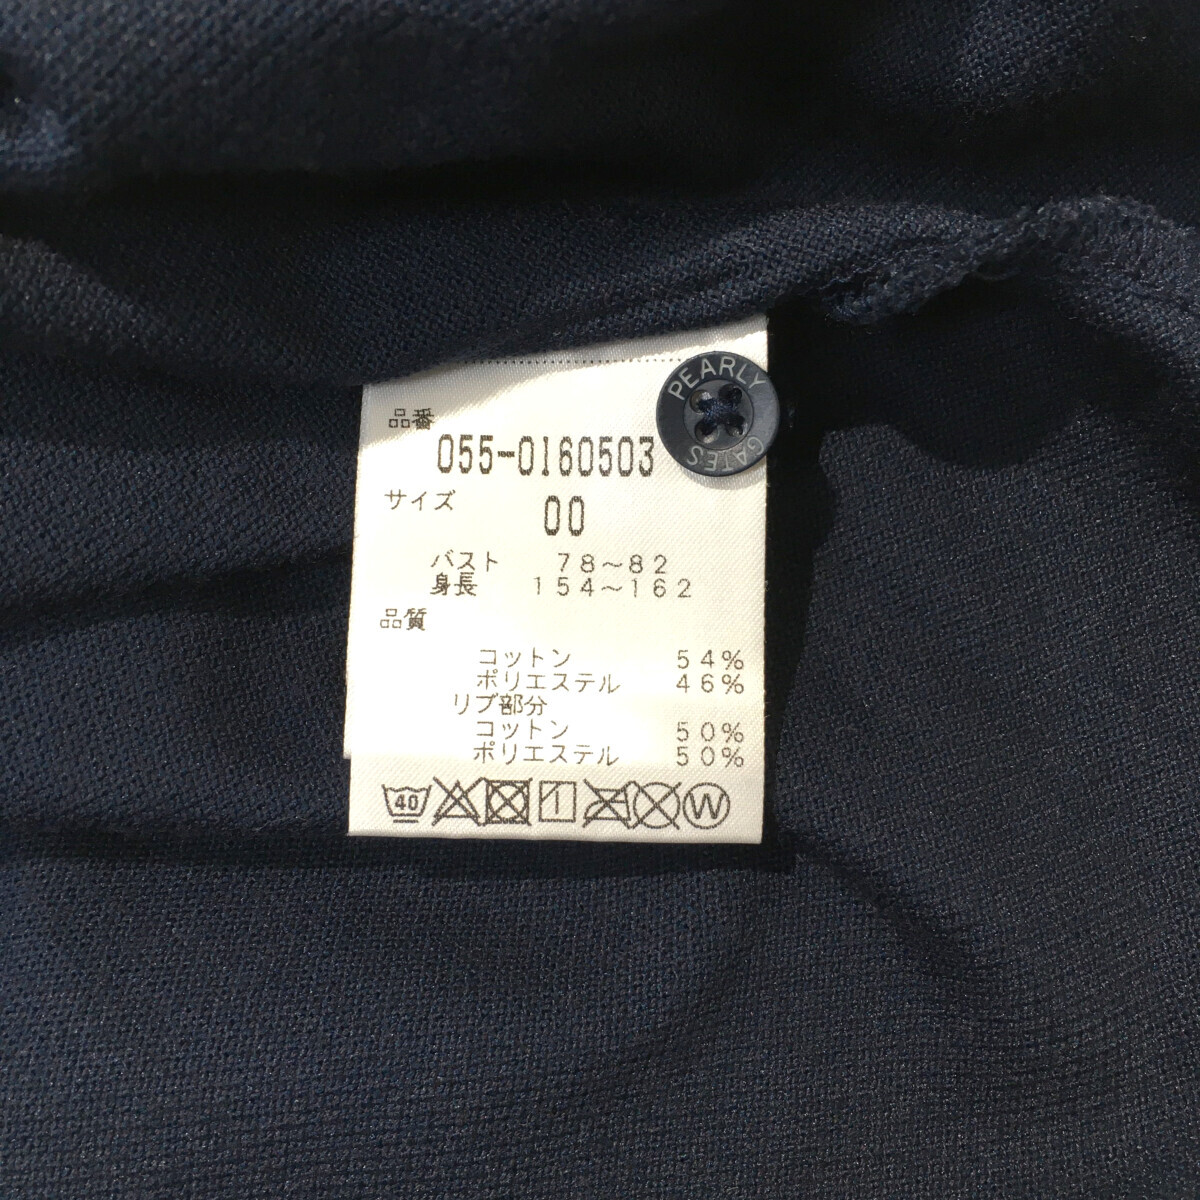 PEARLY
GATES
品番
055-0160503
サイズ
00
バスト 78~82
身長 154~162
品質
コットン 54%
ポリエステル 46%
リブ部分
コットン 50%
ポリエステル 50%
40
W